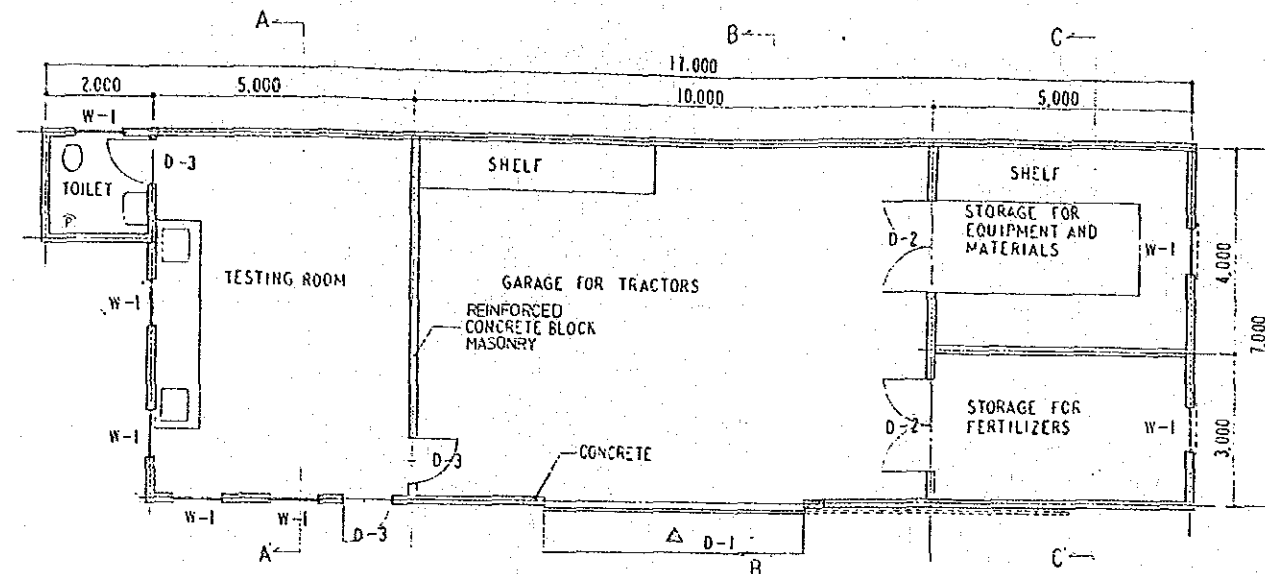 A
B
C
17.000
2.000
5,000
10.000
5,000
W-1
D-3
TOILET
P
SHELF
SHELF
STORAGE FOR
EQUIPMENT AND
MATERIALS
D-2
W-1
4,000
7.000
TESTING ROOM
GARAGE FOR TRACTORS
W-1
REINFORCED
CONCRETE BLOCK
MASONRY
STORAGE FOR
FERTILIZERS
D-2
W-1
3,000
W-1
D-3
CONCRETE
W-1
W-1
D-3
D-1
A'
B
C'